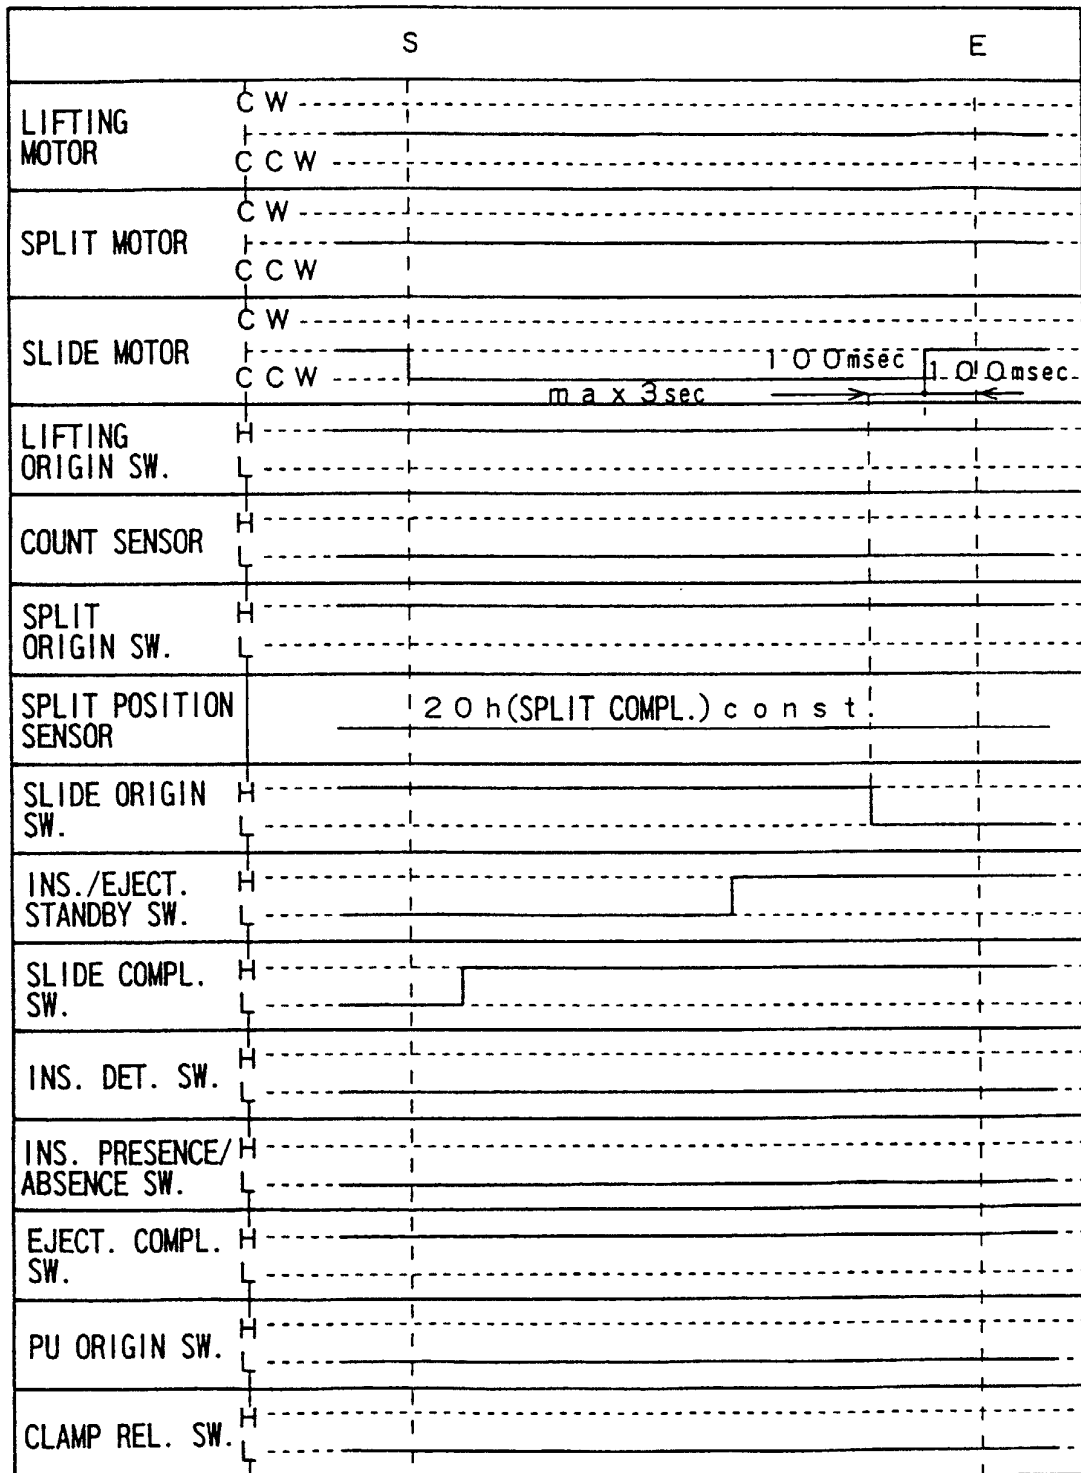 S E
LIFTING MOTOR CW
CCW
SPLIT MOTOR CW
CCW
SLIDE MOTOR CW
CCW
100msec
100msec
max 3sec
LIFTING ORIGIN SW. H
L
COUNT SENSOR H
L
SPLIT ORIGIN SW. H
L
SPLIT POSITION SENSOR
20h(SPLIT COMPL.) const.
SLIDE ORIGIN SW. H
L
INS./EJECT. STANDBY SW. H
L
SLIDE COMPL. SW. H
L
INS. DET. SW. H
L
INS. PRESENCE/ ABSENCE SW. H
L
EJECT. COMPL. SW. H
L
PU ORIGIN SW. H
L
CLAMP REL. SW. H
L